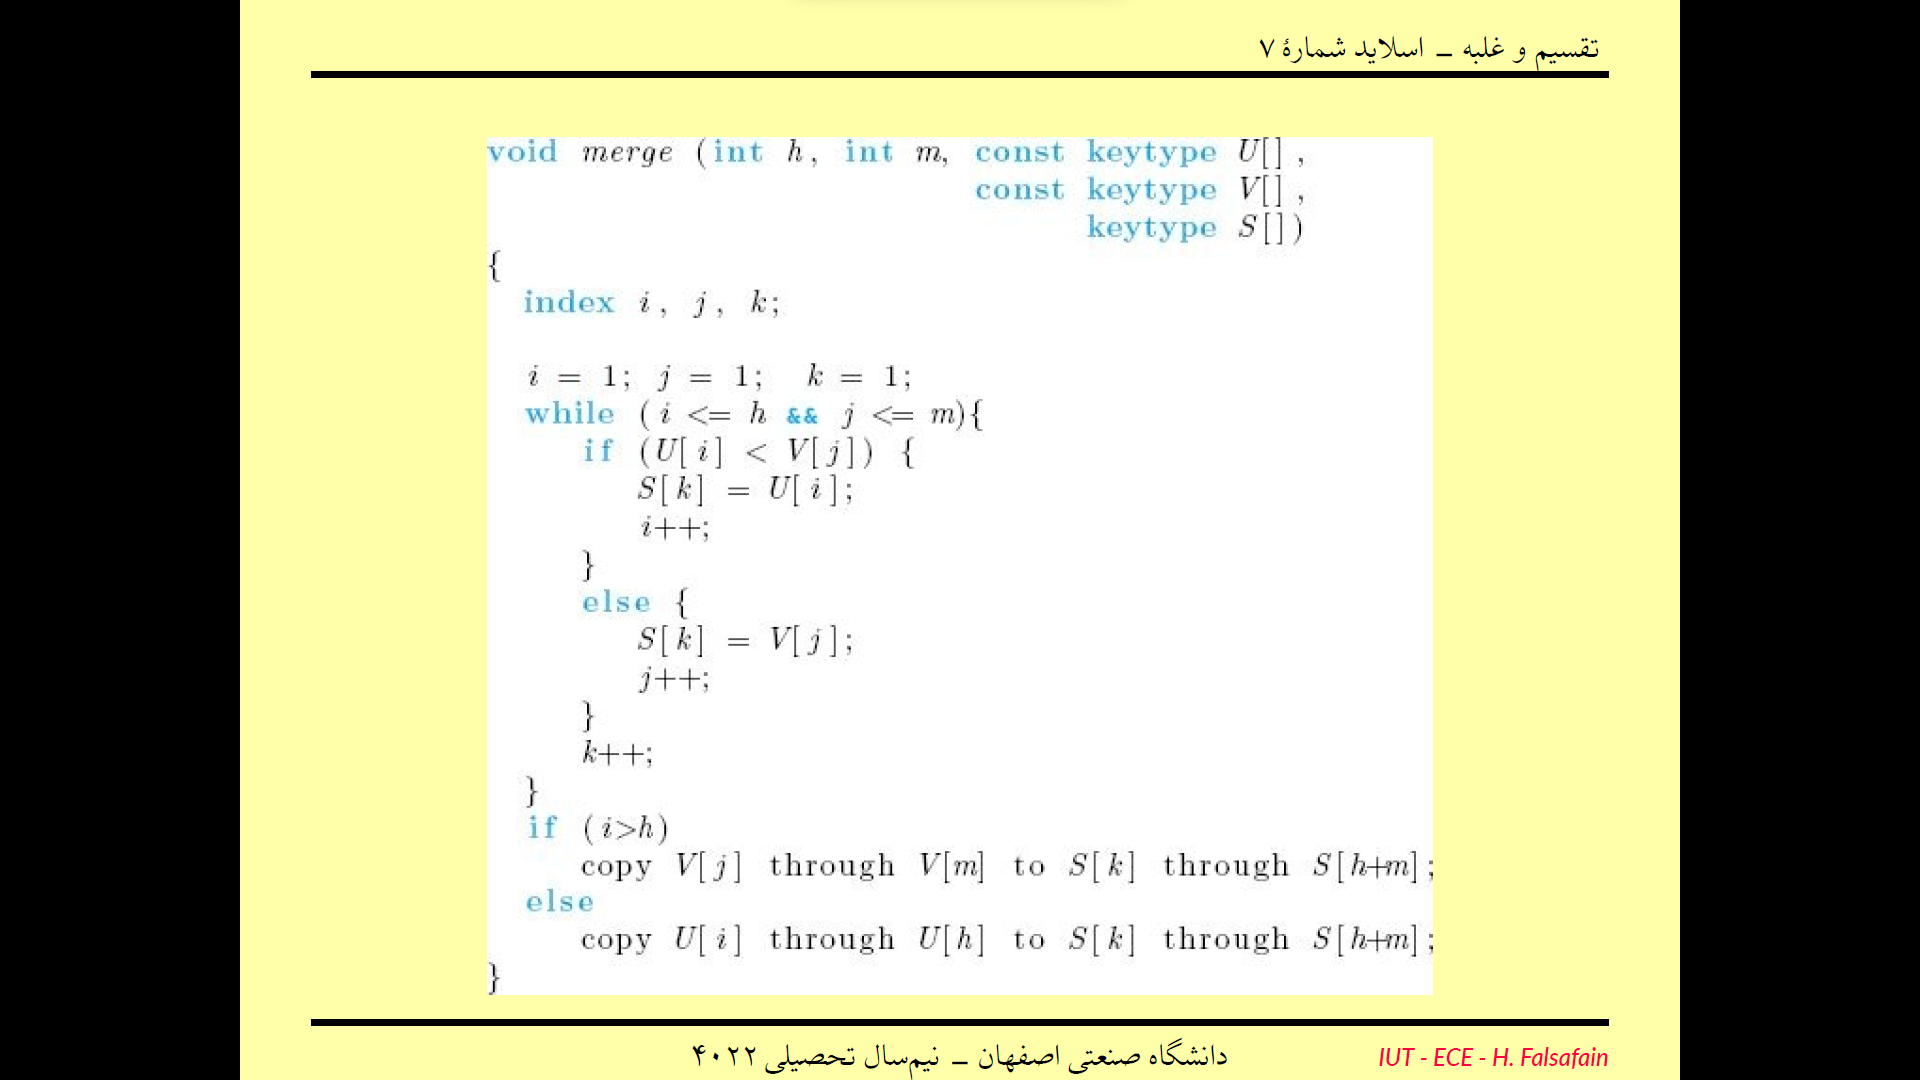 تقسیم و غلبه – اسلاید شمارهٔ ۷
void merge (int h, int m, const keytype U[],
const keytype V[],
keytype S[])
{
index i, j, k;
i = 1; j = 1; k = 1;
while (i <= h && j <= m){
if (U[i] < V[j]) {
S[k] = U[i];
i++;
}
else {
S[k] = V[j];
j++;
}
k++;
}
if (i>h)
copy V[j] through V[m] to S[k] through S[h+m];
else
copy U[i] through U[h] to S[k] through S[h+m];
}
دانشگاه صنعتی اصفهان – نیم‌سال تحصیلی ۴۰۲۲
IUT - ECE - H. Falsafain